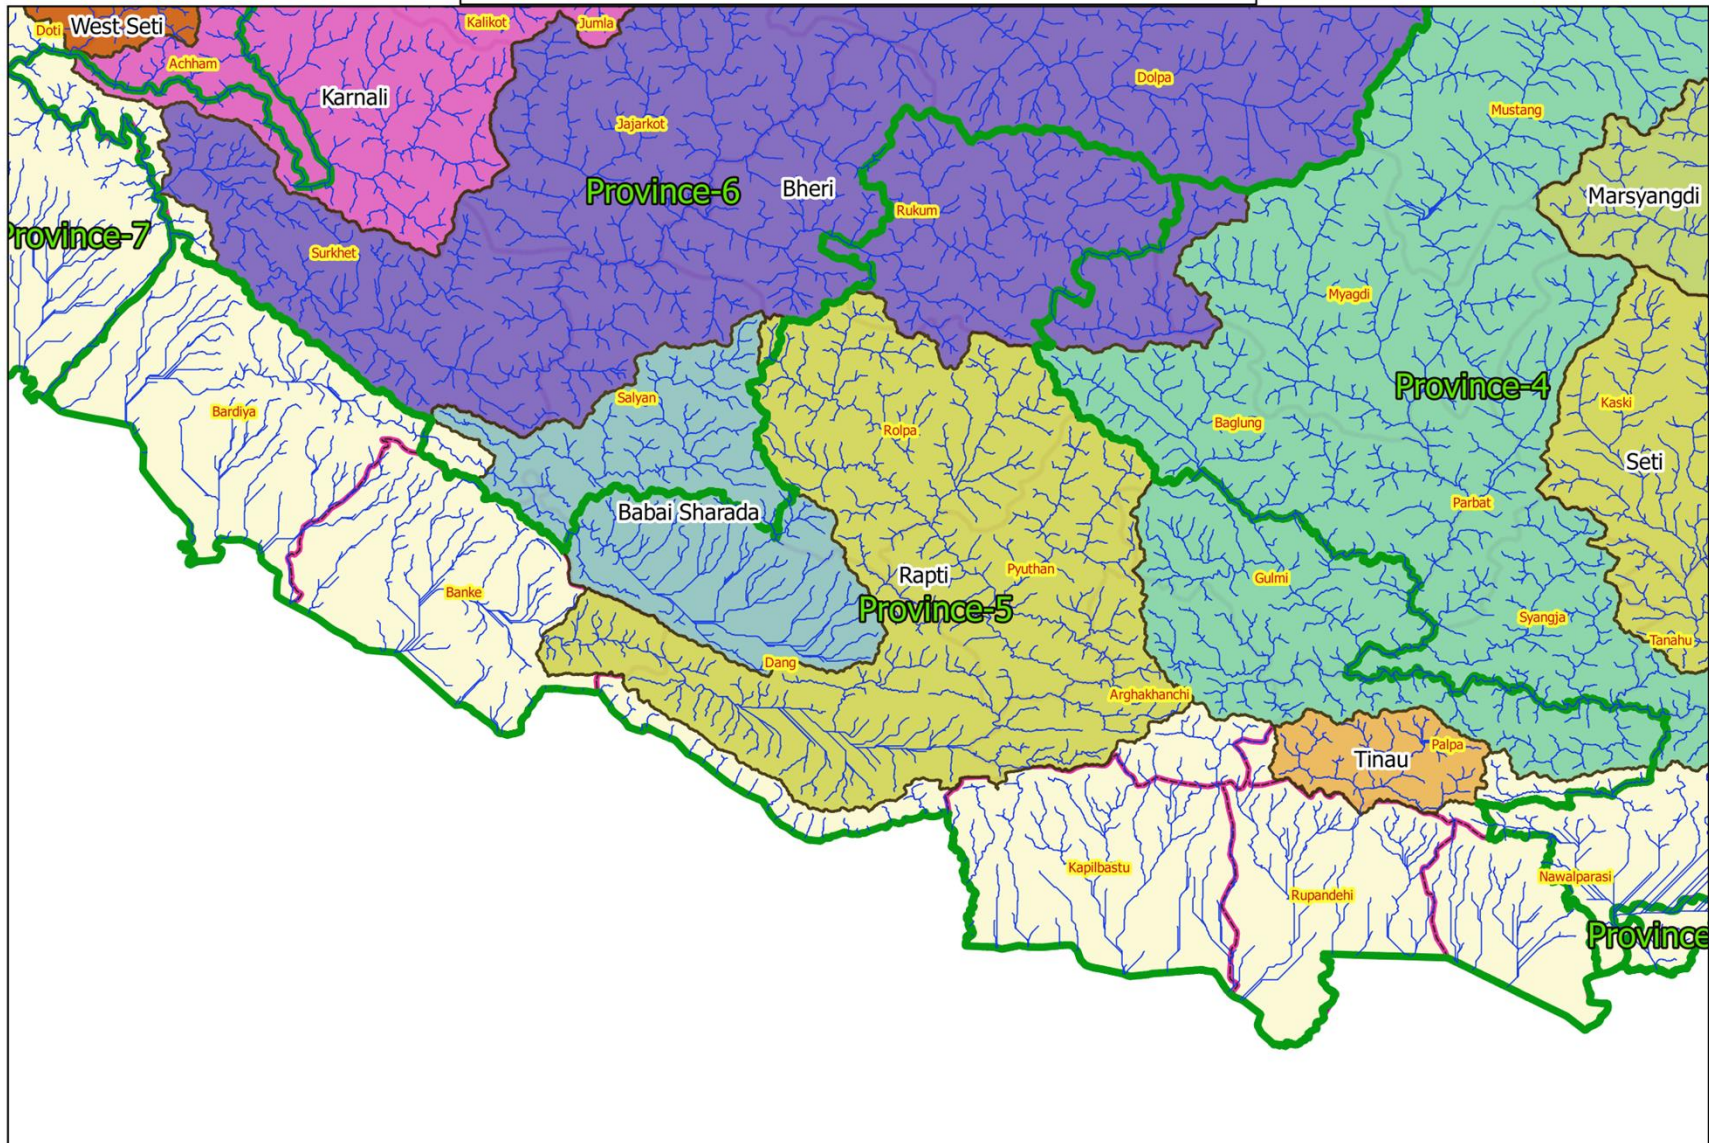 Doti
West Seti
Kalikot
Jumla
Achham
Karnali
Dolpa
Mustang
Jajarkot
Province-6
Bheri
Marsyangdi
Rukum
Province-7
Surkhet
Myagdi
Province-4
Salyan
Kaski
Bardiya
Rolpa
Baglung
Seti
Parbat
Babai Sharada
Rapti
Pyuthan
Gulmi
Banke
Province-5
Syangja
Tanahu
Dang
Arghakhanchi
Palpa
Tinau
Kapilbastu
Nawalparasi
Rupandehi
Province